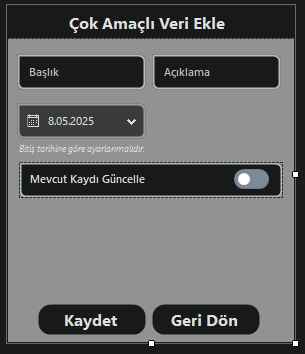 Çok Amaçlı Veri Ekle
Başlık Açıklama
8.05.2025
Bitiş tarihine göre ayarlanmalıdır.
Mevcut Kaydı Güncelle
Kaydet Geri Dön